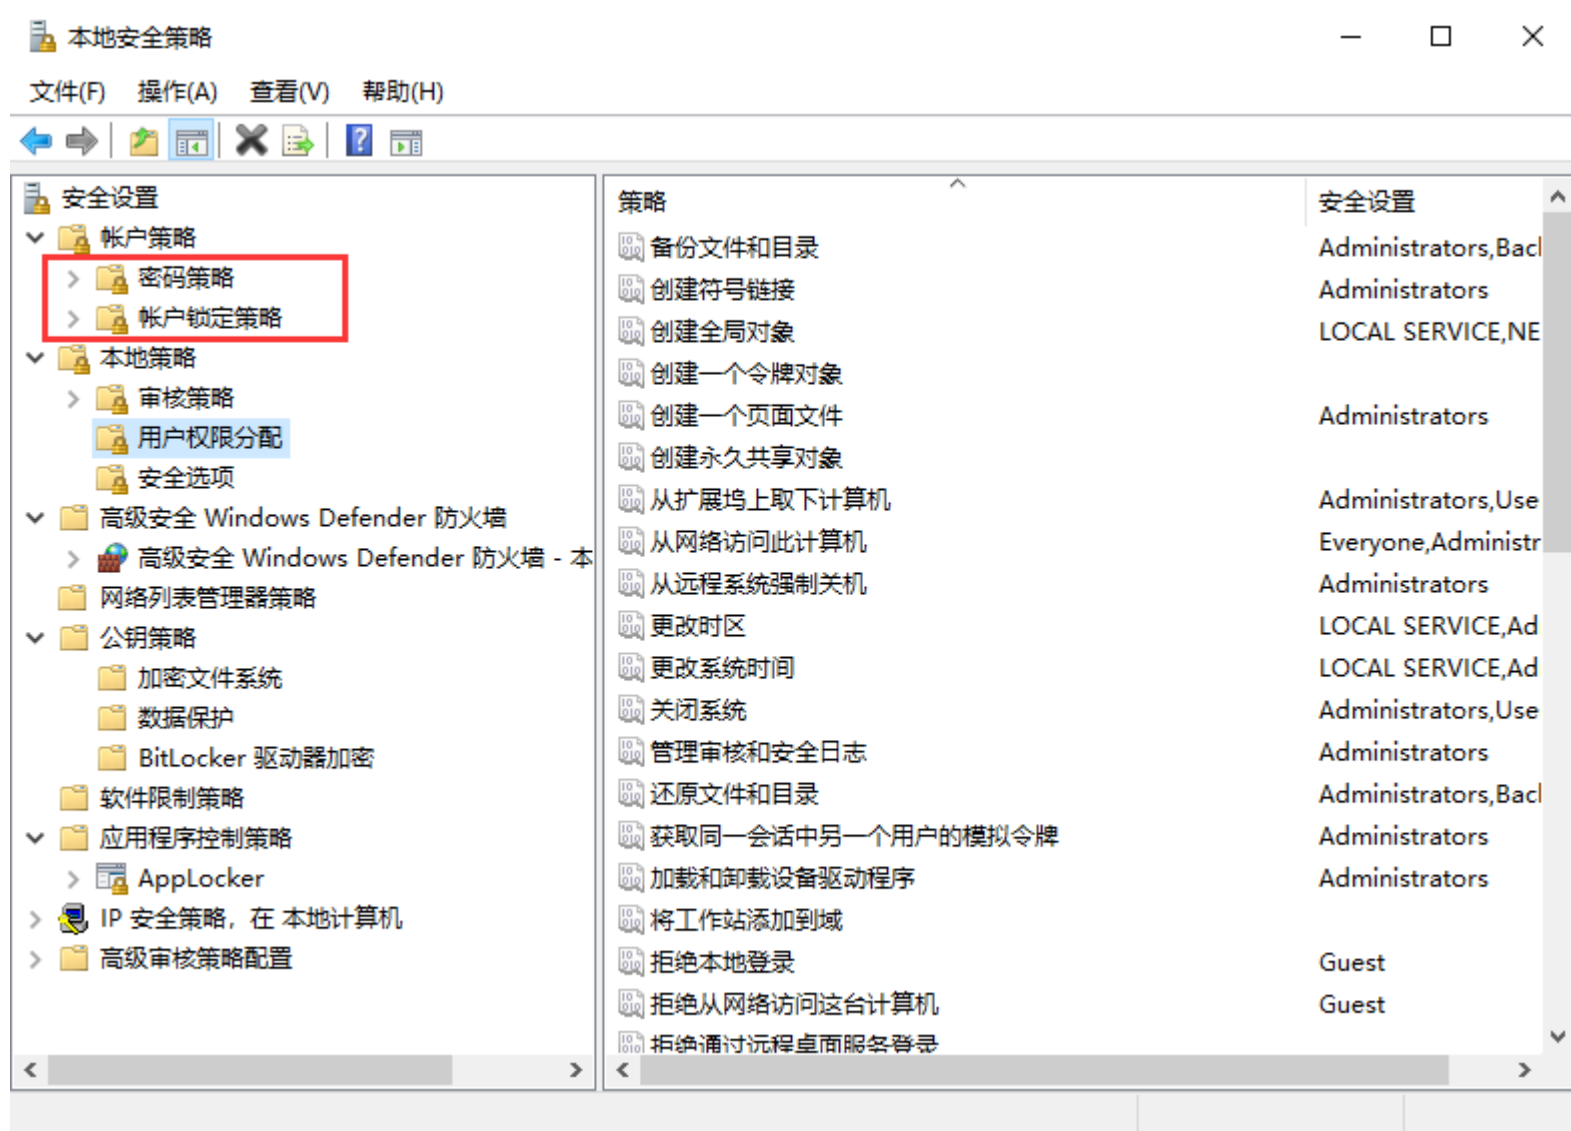 本地安全策略
文件(F) 操作(A) 查看(V) 帮助(H)
安全设置
帐户策略
密码策略
帐户锁定策略
本地策略
审核策略
用户权限分配
安全选项
高级安全 Windows Defender 防火墙
高级安全 Windows Defender 防火墙 - 本
网络列表管理器策略
公钥策略
加密文件系统
数据保护
BitLocker 驱动器加密
软件限制策略
应用程序控制策略
AppLocker
IP 安全策略，在 本地计算机
高级审核策略配置
策略 安全设置
备份文件和目录 Administrators,Bacl
创建符号链接 Administrators
创建全局对象 LOCAL SERVICE,NE
创建一个令牌对象
创建一个页面文件 Administrators
创建永久共享对象
从扩展坞上取下计算机 Administrators,Use
从网络访问此计算机 Everyone,Administr
从远程系统强制关机 Administrators
更改时区 LOCAL SERVICE,Ad
更改系统时间 LOCAL SERVICE,Ad
关闭系统 Administrators,Use
管理审核和安全日志 Administrators
还原文件和目录 Administrators,Bacl
获取同一会话中另一个用户的模拟令牌 Administrators
加载和卸载设备驱动程序 Administrators
将工作站添加到域
拒绝本地登录 Guest
拒绝从网络访问这台计算机 Guest
拒绝通过远程桌面服务登录